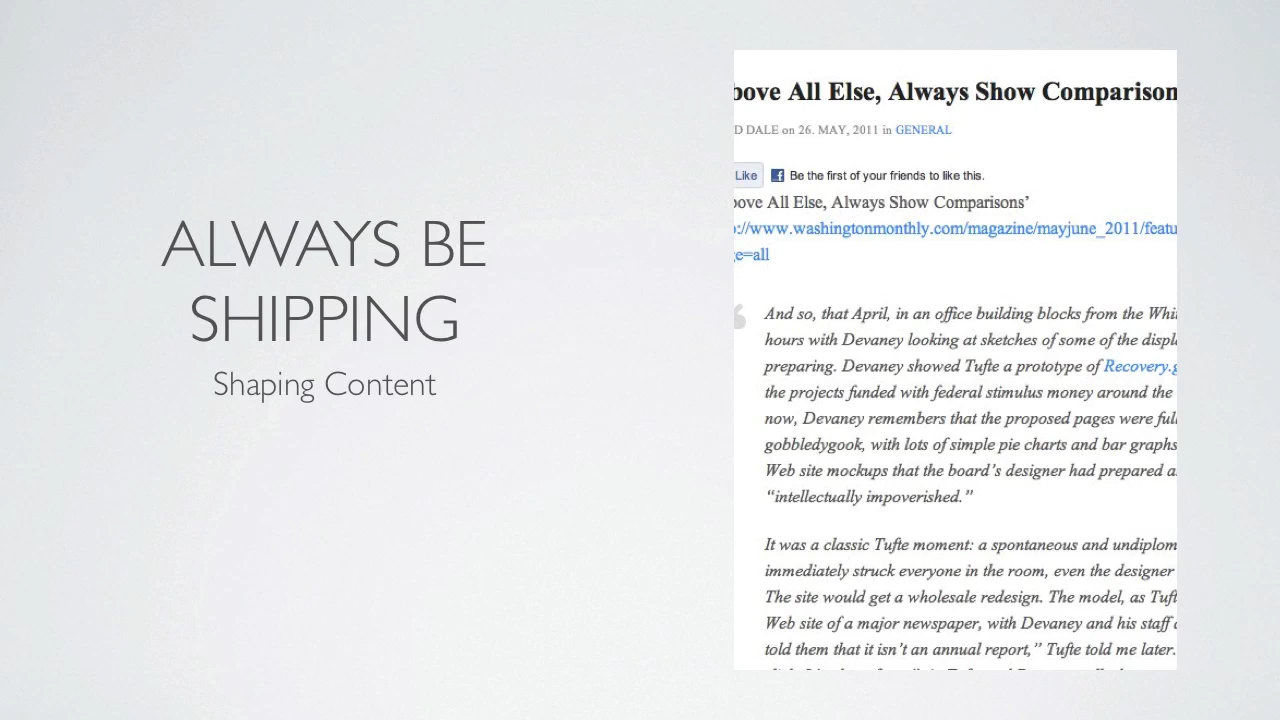 ALWAYS BE
SHIPPING
Shaping Content
bove All Else, Always Show Comparison
D DALE on 26. MAY, 2011 in GENERAL
Like Be the first of your friends to like this.
bove All Else, Always Show Comparisons’
://www.washingtonmonthly.com/magazine/mayjune_2011/featu
ge=all
And so, that April, in an office building blocks from the Whi
hours with Devaney looking at sketches of some of the displ
preparing. Devaney showed Tufte a prototype of Recovery.g
the projects funded with federal stimulus money around the
now, Devaney remembers that the proposed pages were full
gobbledygook, with lots of simple pie charts and bar graphs
Web site mockups that the board’s designer had prepared a
“intellectually impoverished.”
It was a classic Tufte moment: a spontaneous and undiplom
immediately struck everyone in the room, even the designer
The site would get a wholesale redesign. The model, as Tuft
Web site of a major newspaper, with Devaney and his staff
told them that it isn’t an annual report,” Tufte told me later.